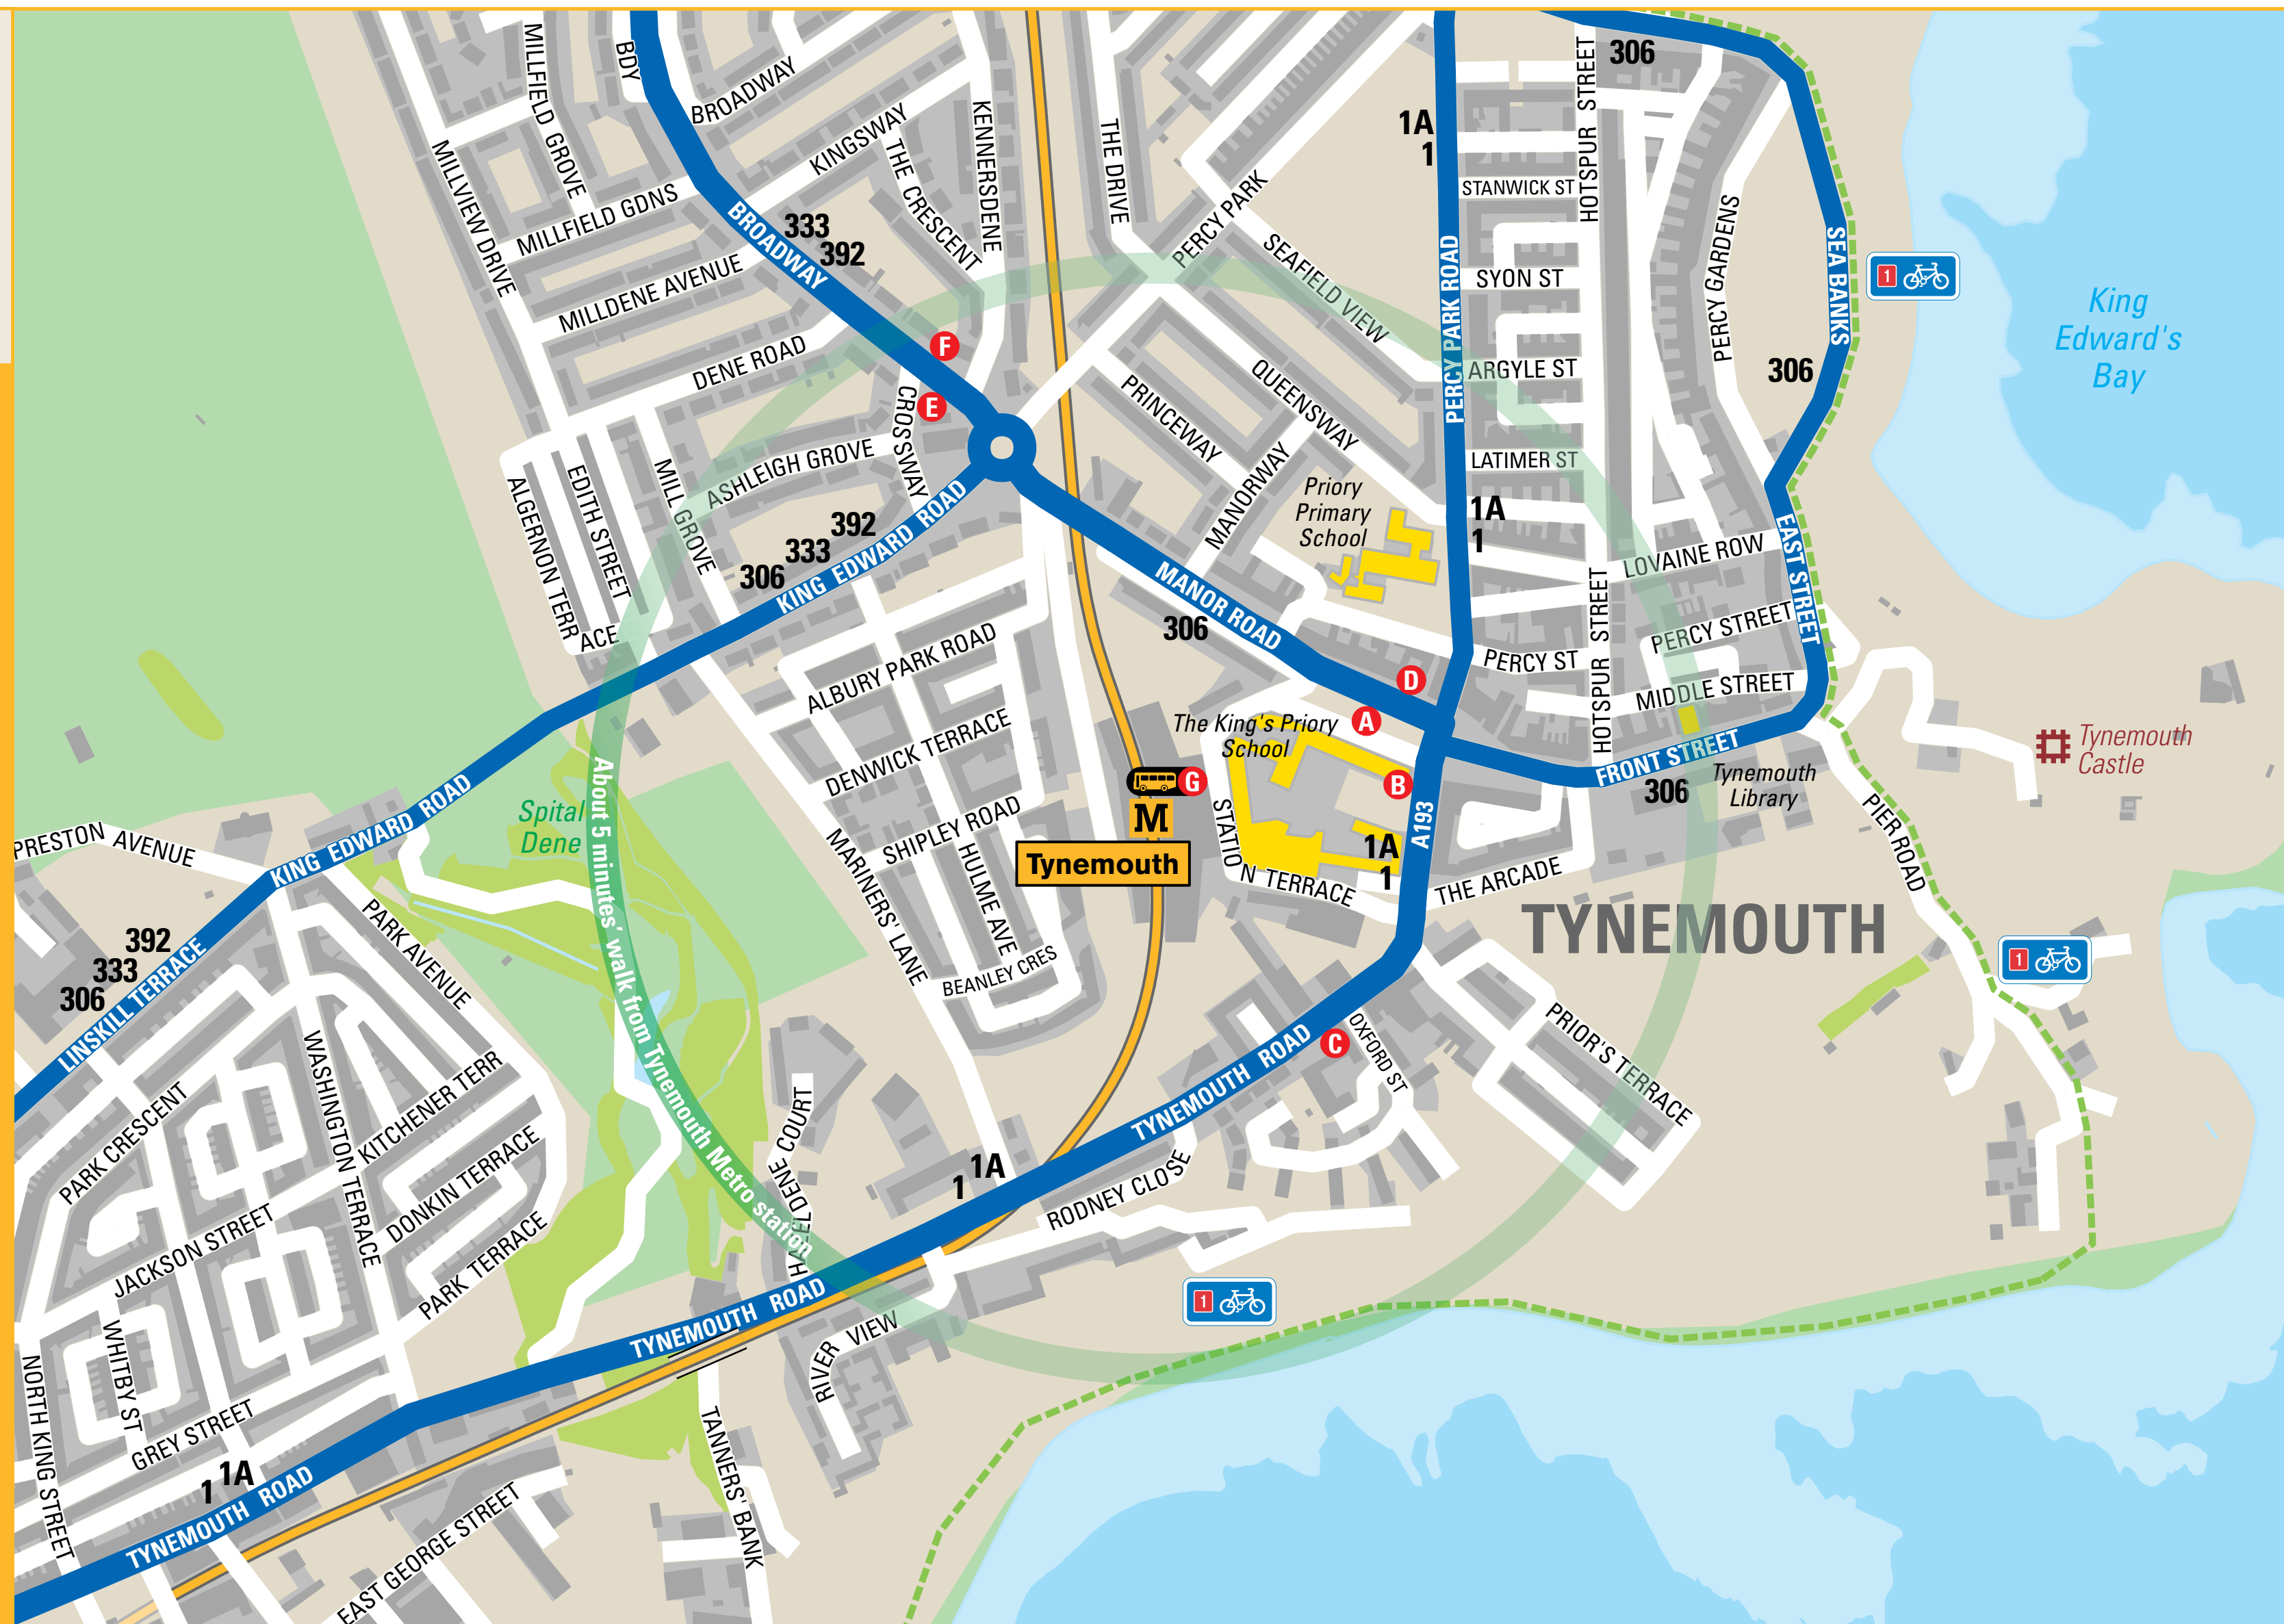 306
BDY
BROADWAY
MILLFIELD GROVE
KINGSWAY
KENNERSDENE
THE CRESCENT
THE DRIVE
1A
1
HOTSPUR STREET
MILLVIEW DRIVE
MILLFIELD GDNS
BROADWAY
333
392
STANWICK ST
PERCY PARK
SEAFIELD VIEW
PERCY PARK ROAD
PERCY GARDENS
SEA BANKS
1
King
Edward's
Bay
MILLDENE AVENUE
SYON ST
DENE ROAD
F
E
CROSSWAY
PRINCEWAY
QUEENSWAY
ARGYLE ST
306
ASHLEIGH GROVE
MILL GROVE
EDITH STREET
ALGERNON TERRACE
MANORWAY
LATIMER ST
Priory
Primary
School
1A
1
392
333
306
KING EDWARD ROAD
MANOR ROAD
306
LOVAINE ROW
EAST STREET
HOTSPUR STREET
PERCY STREET
PERCY ST
MIDDLE STREET
ALBURY PARK ROAD
D
A
The King's Priory
School
DENWICK TERRACE
G
M
Tynemouth
B
FRONT STREET
306
Tynemouth
Library
Tynemouth
Castle
STATION TERRACE
A193
1A
1
THE ARCADE
PIER ROAD
Spital
Dene
About 5 minutes' walk from Tynemouth Metro station
MARINERS' LANE
SHIPLEY ROAD
HULME AVE
BEANLEY CRES
KING EDWARD ROAD
PRESTON AVENUE
PARK AVENUE
392
333
306
LINSKILL TERRACE
TYNEMOUTH
1
PRIOR'S TERRACE
OXFORD ST
C
TYNEMOUTH ROAD
WASHINGTON TERRACE
KITCHENER TERR
PARK CRESCENT
DONKIN TERRACE
PARK TERRACE
JACKSON STREET
HAZELDENE COURT
1A
1
RODNEY CLOSE
1
TYNEMOUTH ROAD
RIVER VIEW
WHITBY ST
NORTH KING STREET
GREY STREET
1A
1
TYNEMOUTH ROAD
TANNERS' BANK
EAST GEORGE STREET